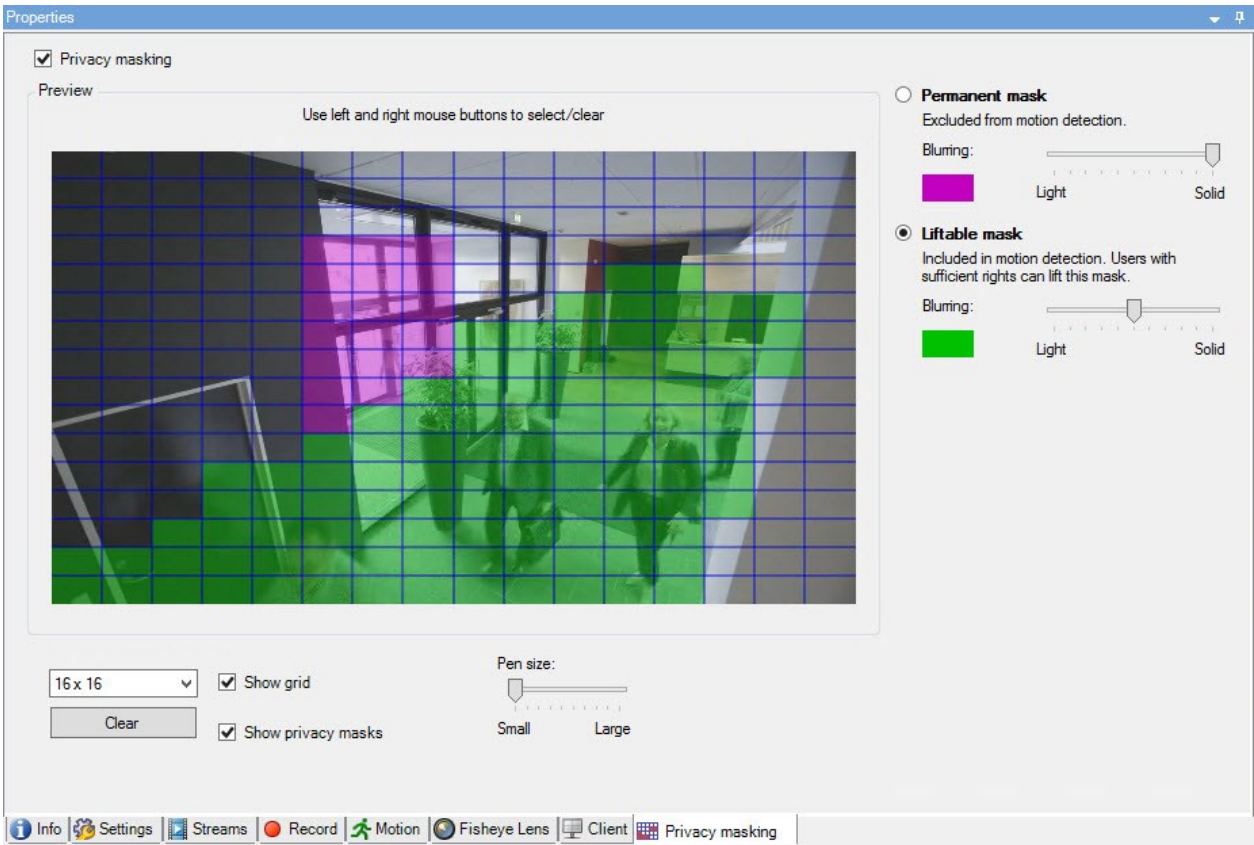 Properties
Privacy masking
Preview
Use left and right mouse buttons to select/clear
Permanent mask
Excluded from motion detection.
Blurring:
Light Solid
Liftable mask
Included in motion detection. Users with
sufficient rights can lift this mask.
Blurring:
Light Solid
16 x 16
Show grid
Pen size:
Clear
Show privacy masks
Small Large
Info Settings Streams Record Motion Fisheye Lens Client Privacy masking